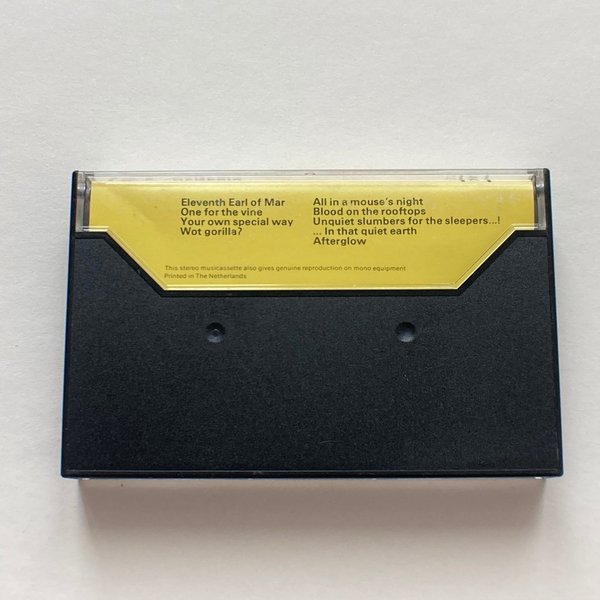 Eleventh Earl of Mar
One for the vine
Your own special way
Wot gorilla?
All in a mouse's night
Blood on the rooftops
Unquiet slumbers for the sleepers...!
... In that quiet earth
Afterglow
This stereo musicassette also gives genuine reproduction on mono equipment
Printed in The Netherlands